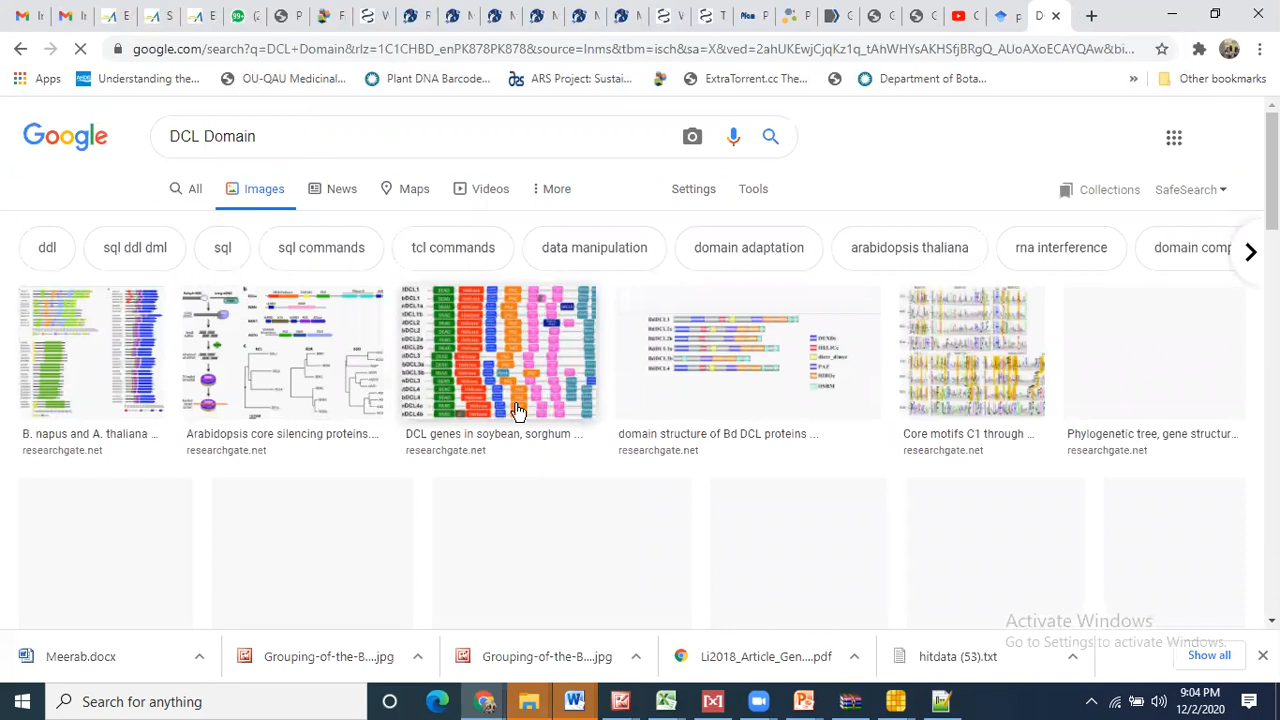 google.com/search?q=DCL+Domain&rlz=1C1CHBD_enPK878PK878&source=lnms&tbm=isch&sa=X&ved=2ahUKEwjCjqKz1q_tAhWHYsAKHSfjBRgQ_AUoAXoECAYQAw&bi...
Apps Understanding the... OU-QAU Medicinal... Plant DNA Barcode... ARS Project: Sustai... ExtraTorrent.cc The... Department of Bota... » Other bookmarks
Google DCL Domain
All Images News Maps Videos More Settings Tools Collections SafeSearch
ddl sql ddl dml sql sql commands tcl commands data manipulation domain adaptation arabidopsis thaliana rna interference domain comp
B. napus and A. thaliana ... Arabidopsis core silencing proteins.... DCL genes in soybean, sorghum ... domain structure of Bd DCL proteins ... Core motifs C1 through ... Phylogenetic tree, gene structur...
researchgate.net researchgate.net researchgate.net researchgate.net researchgate.net researchgate.net
Activate Windows
Go to Settings to activate Windows.
Meerab.docx Grouping-of-the-B....jpg Grouping-of-the-B....jpg Li2018_Article_Gen....pdf hitdata (53).txt Show all
Type here to search
9:04 PM
12/2/2020